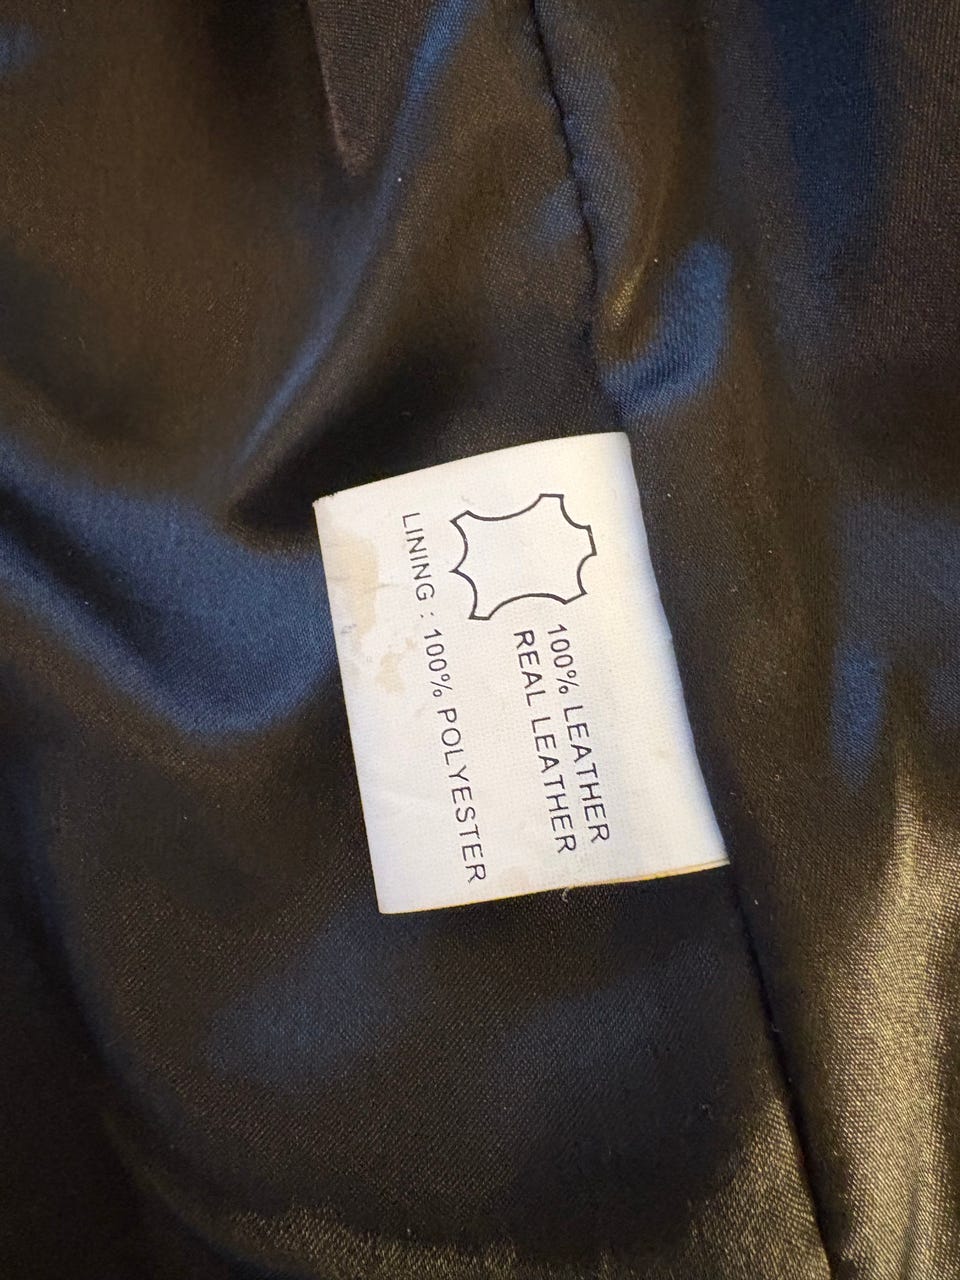 100% LEATHER
REAL LEATHER
LINING : 100% POLYESTER